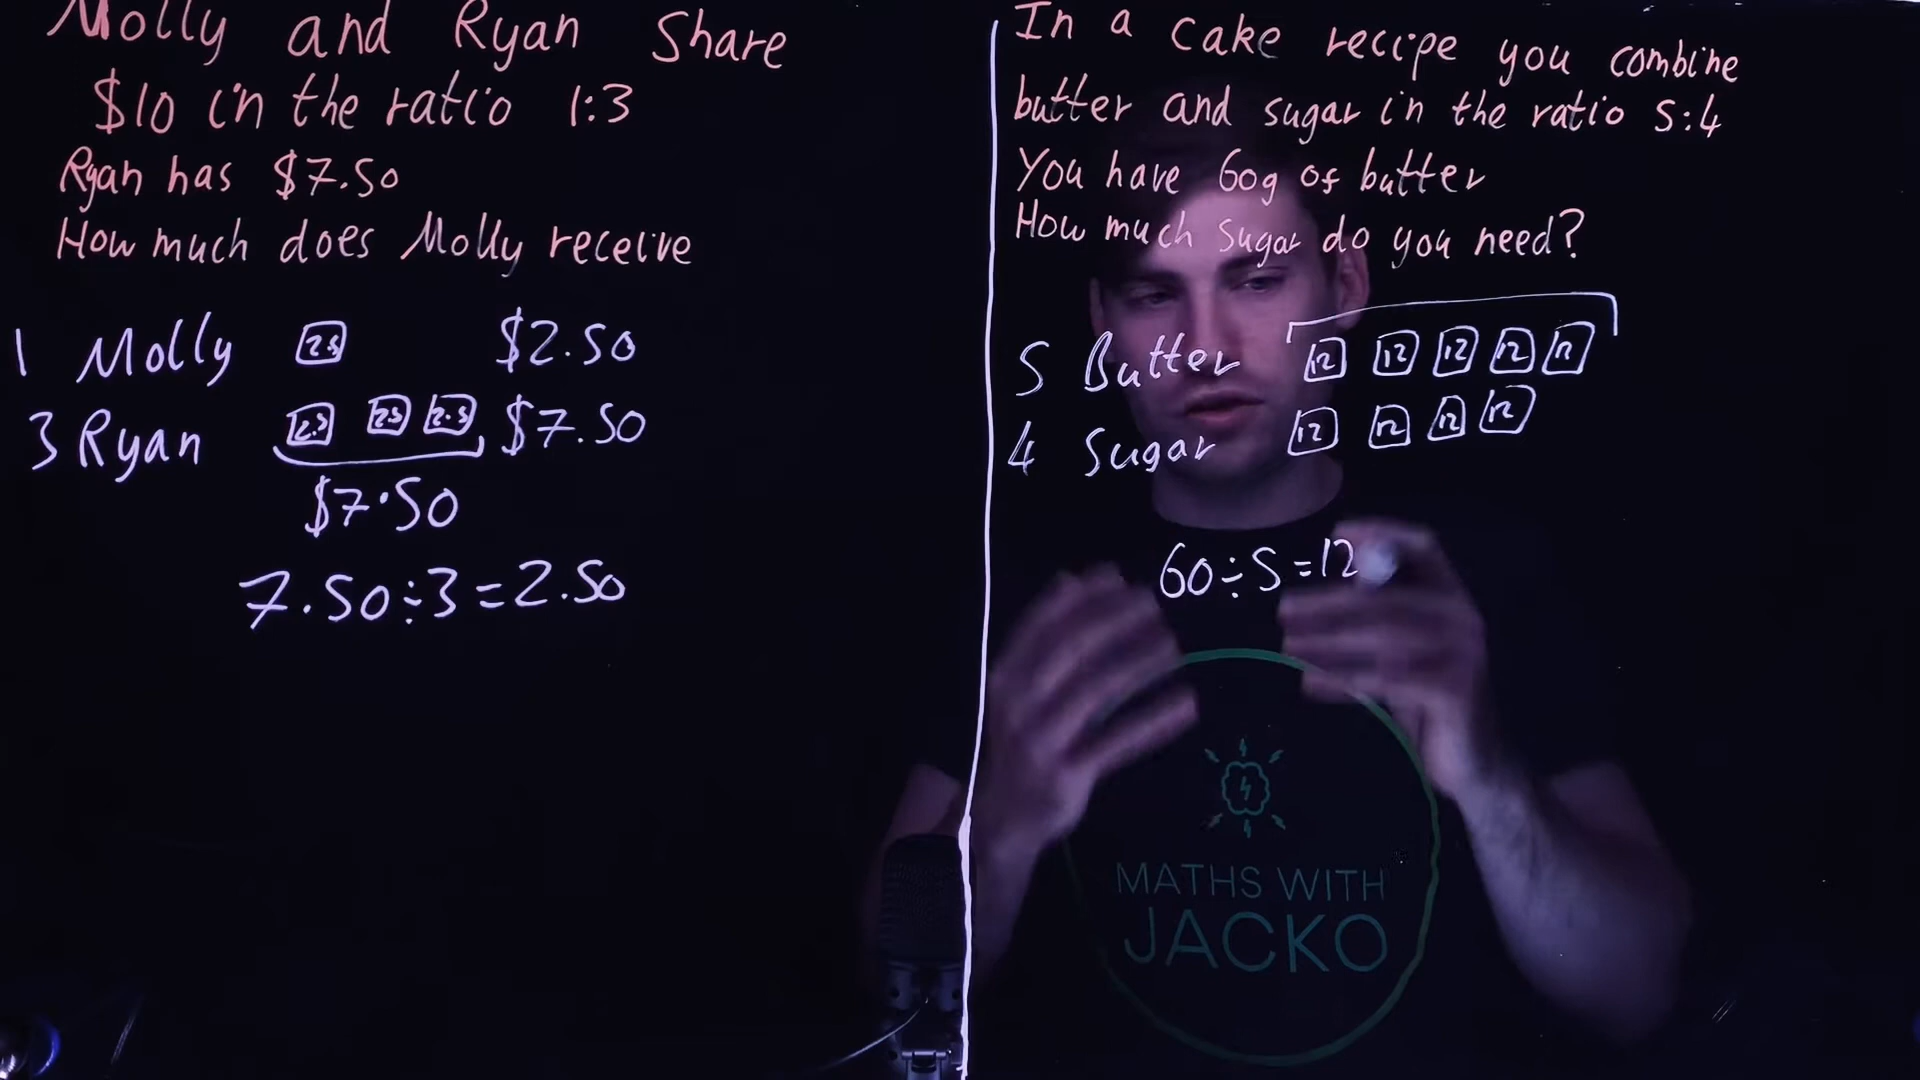 Molly and Ryan Share
$10 in the ratio 1:3
Ryan has $7.50
How much does Molly receive
1 Molly 2.5 $2.50
3 Ryan 2.5 2.5 2.5 $7.50
$7.50
7.50÷3=2.50
In a cake recipe you combine
butter and sugar in the ratio 5:4
You have 60g of butter
How much Sugar do you need?
5 Butter 12 12 12 12 12
4 Sugar 12 12 12 12
60÷5=12
MATHS WITH
JACKO